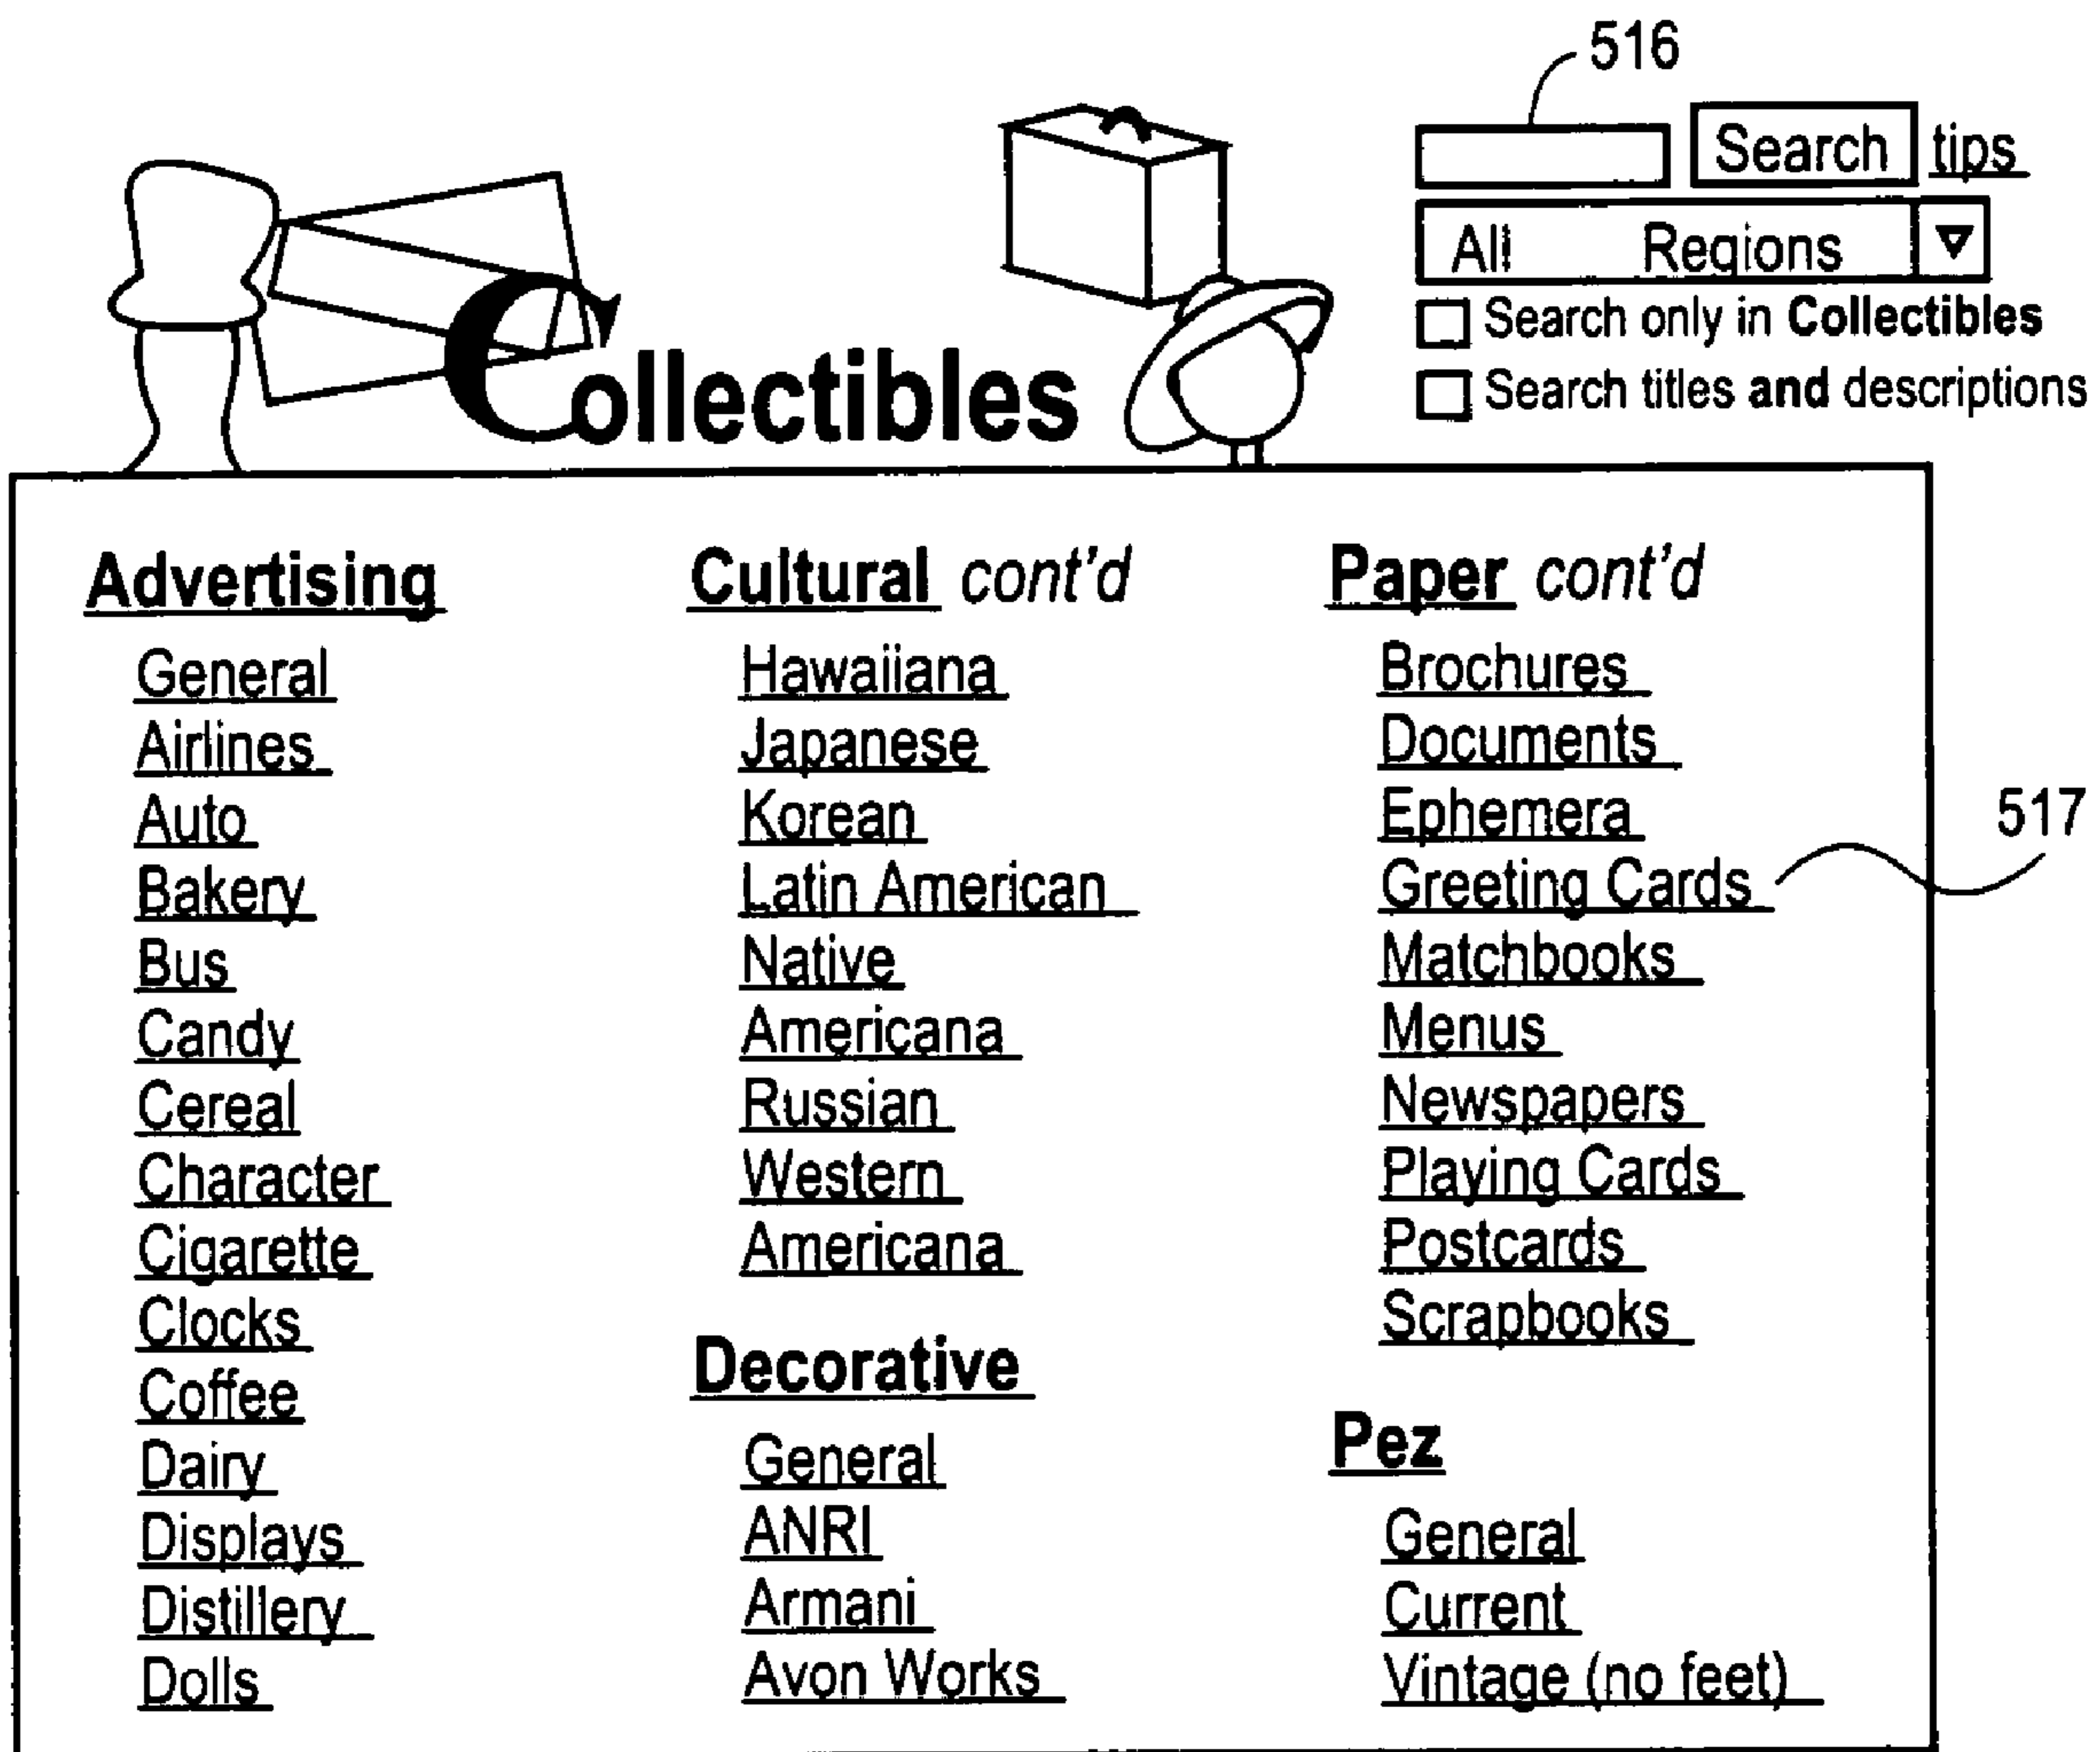 516
Search tips
All Regions
Search only in Collectibles
Search titles and descriptions
Collectibles
Advertising
General
Airlines
Auto
Bakery
Bus
Candy
Cereal
Character
Cigarette
Clocks
Coffee
Dairy
Displays
Distillery
Dolls
Cultural cont'd
Hawaiiana
Japanese
Korean
Latin American
Native
Americana
Russian
Western
Americana
Decorative
General
ANRI
Armani
Avon Works
Paper cont'd
Brochures
Documents
Ephemera
Greeting Cards
517
Matchbooks
Menus
Newspapers
Playing Cards
Postcards
Scrapbooks
Pez
General
Current
Vintage (no feet)